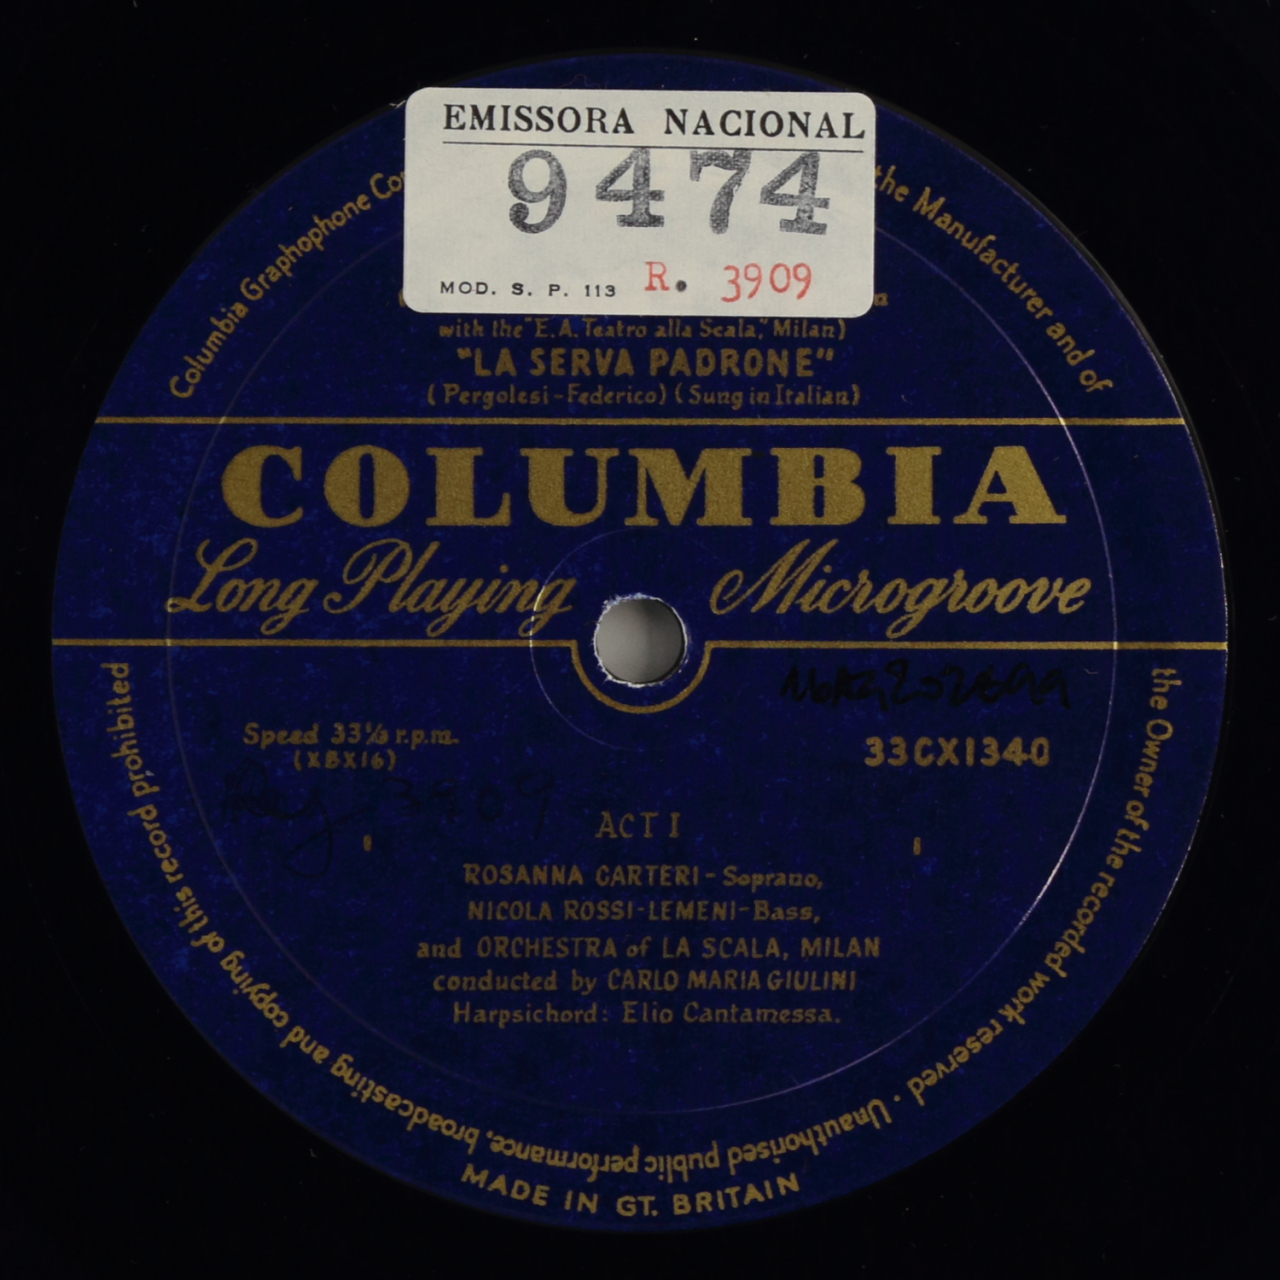 EMISSORA NACIONAL
9474
MOD. S. P. 113 R. 3909
Columbia Graphophone
the Manufacturer and of
the Owner of the recorded work reserved . Unauthorised public performance, broadcasting and copying of this record prohibited
with the "E.A. Teatro alla Scala," Milan)
"LA SERVA PADRONE"
(Pergolesi-Federico) (Sung in Italian)
COLUMBIA
Long Playing Microgroove
Speed 33⅓ r.p.m.
(XBX16)
33CX1340
Reg 3909
ACT I
ROSANNA CARTERI-Soprano,
NICOLA ROSSI-LEMENI-Bass,
and ORCHESTRA of LA SCALA, MILAN
conducted by CARLO MARIA GIULINI
Harpsichord: Elio Cantamessa.
MADE IN GT. BRITAIN